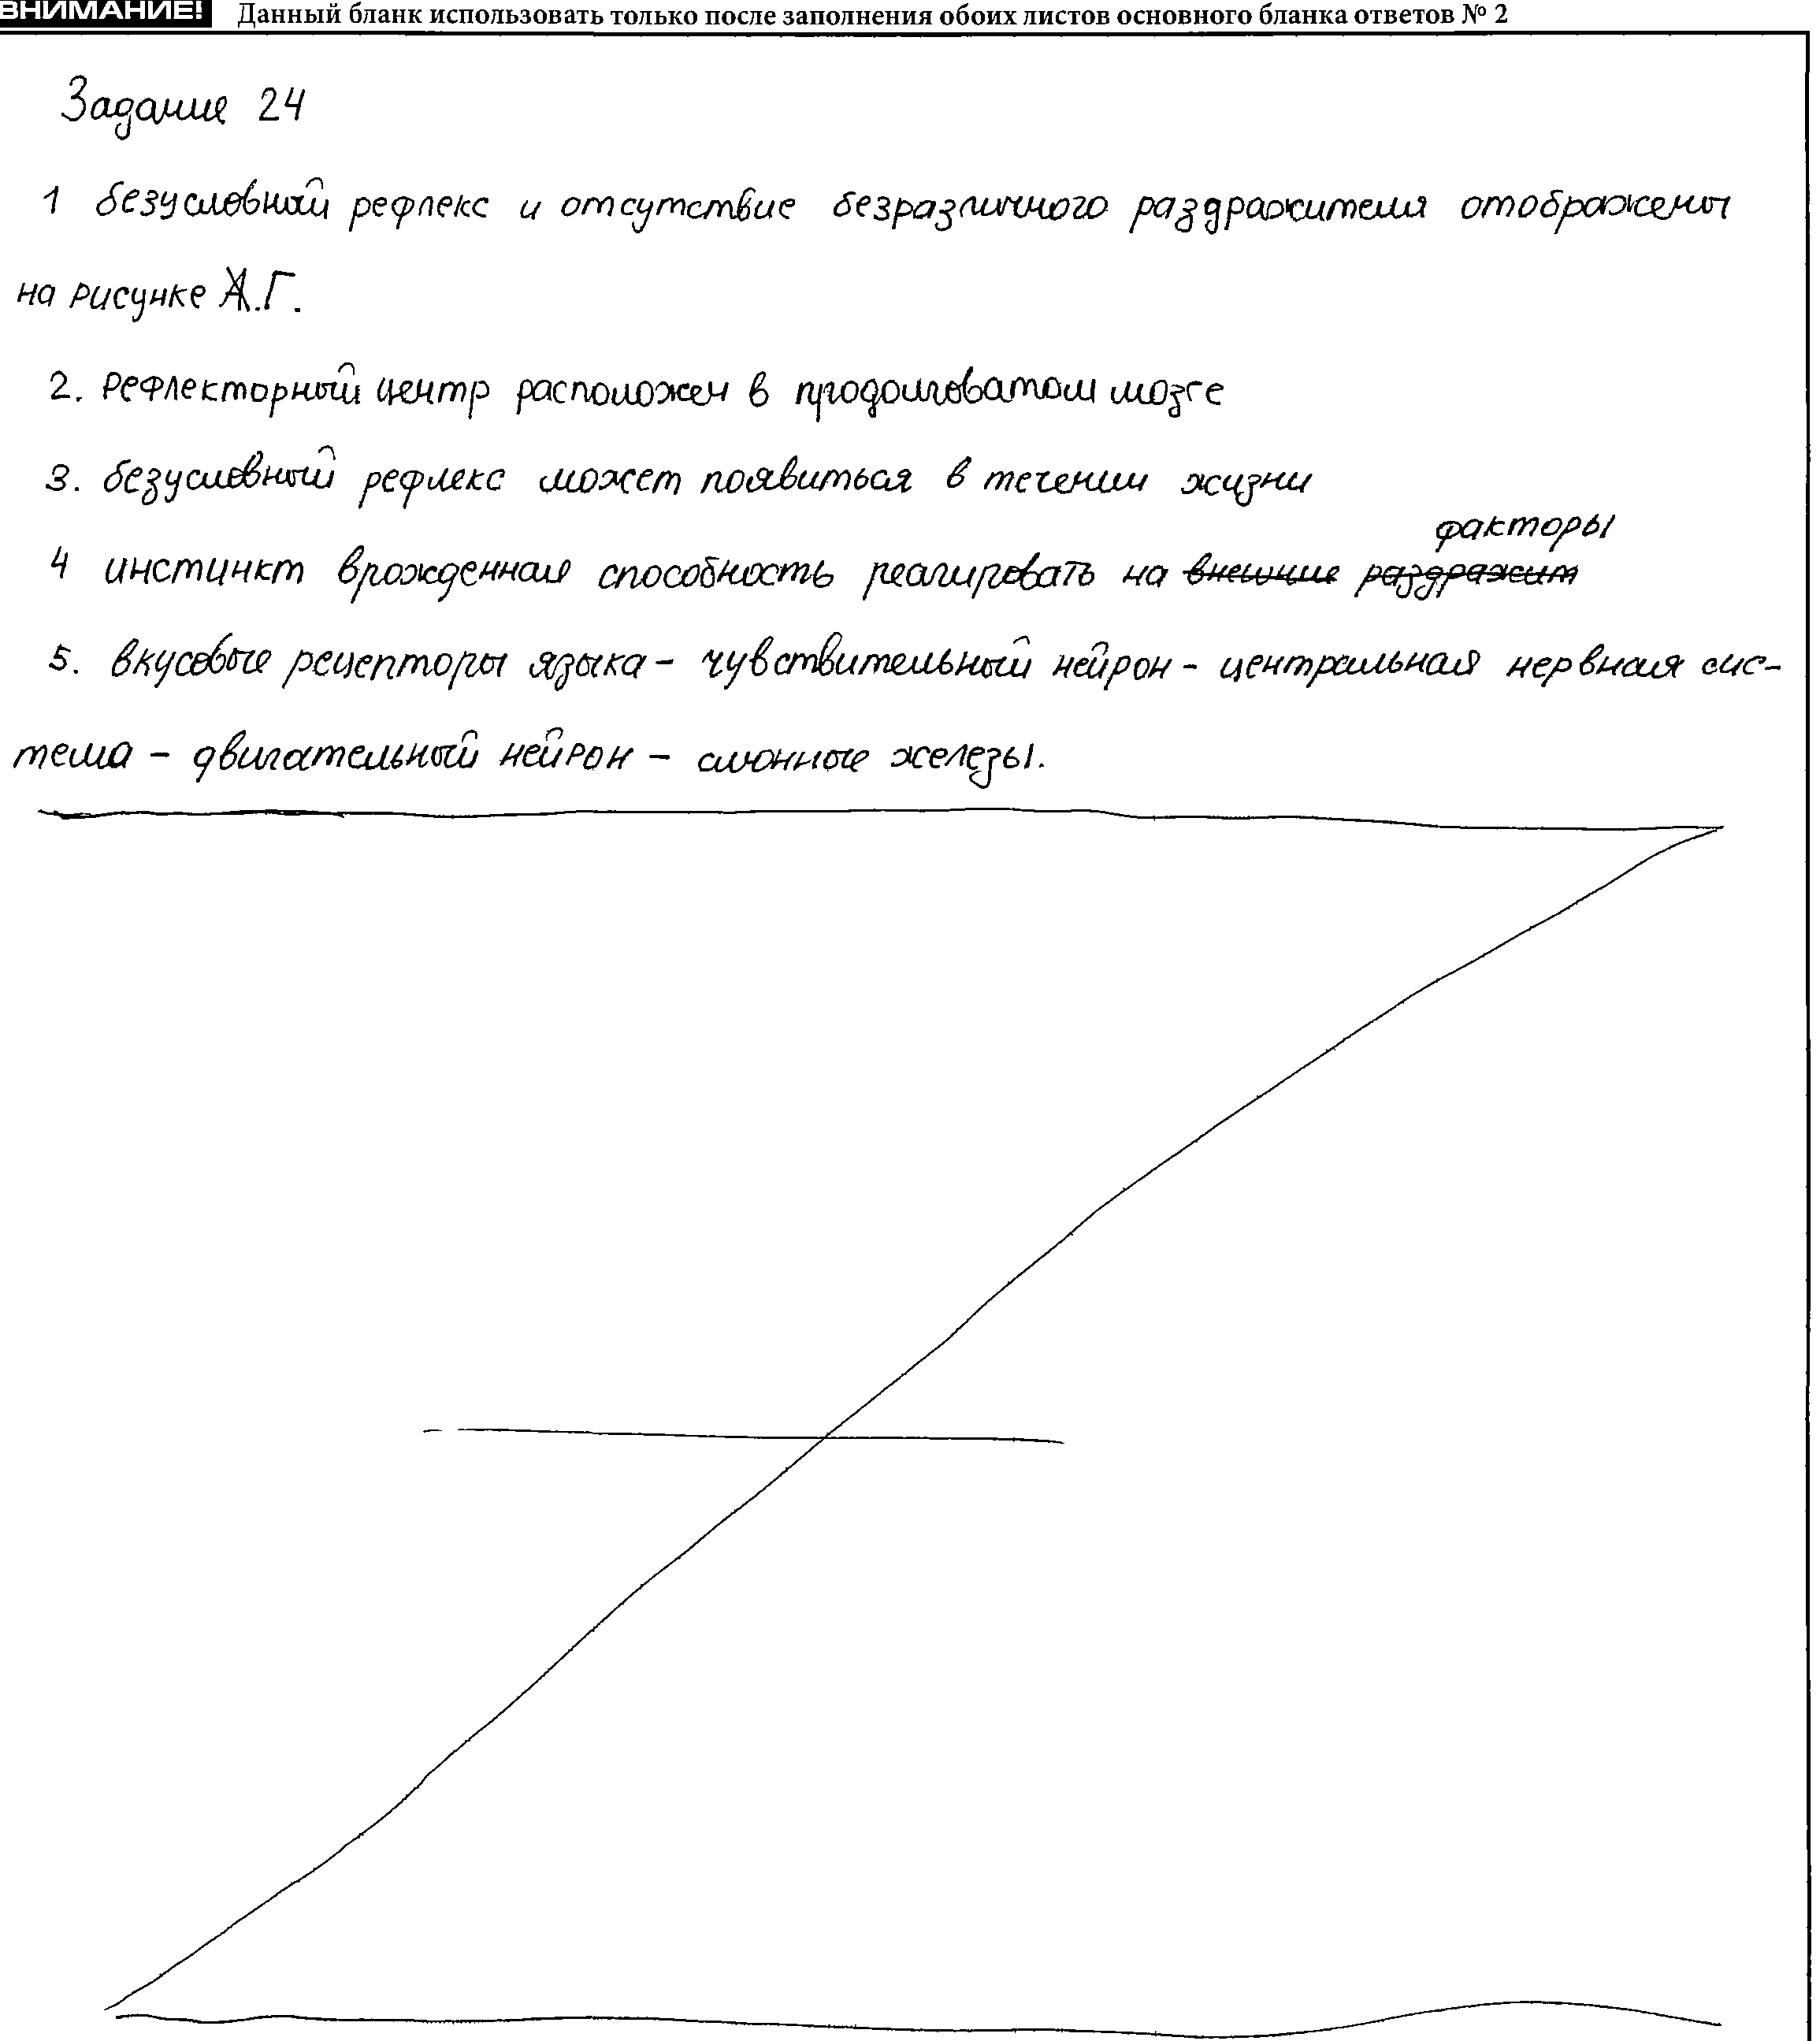 ВНИМАНИЕ! Данный бланк использовать только после заполнения обоих листов основного бланка ответов № 2
Задание 24
1 безусловный рефлекс и отсутствие безразличного раздражителя отображены
на рисунке А.Г.
2. Рефлекторный центр расположен в продолговатом мозге
3. безусловный рефлекс может появиться в течении жизни
факторы
4 инстинкт врожденная способность реагировать на внешние раздражит
5. вкусовые рецепторы языка - чувствительный нейрон - центральная нервная сис-
тема - двигательный нейрон - слюнные железы.